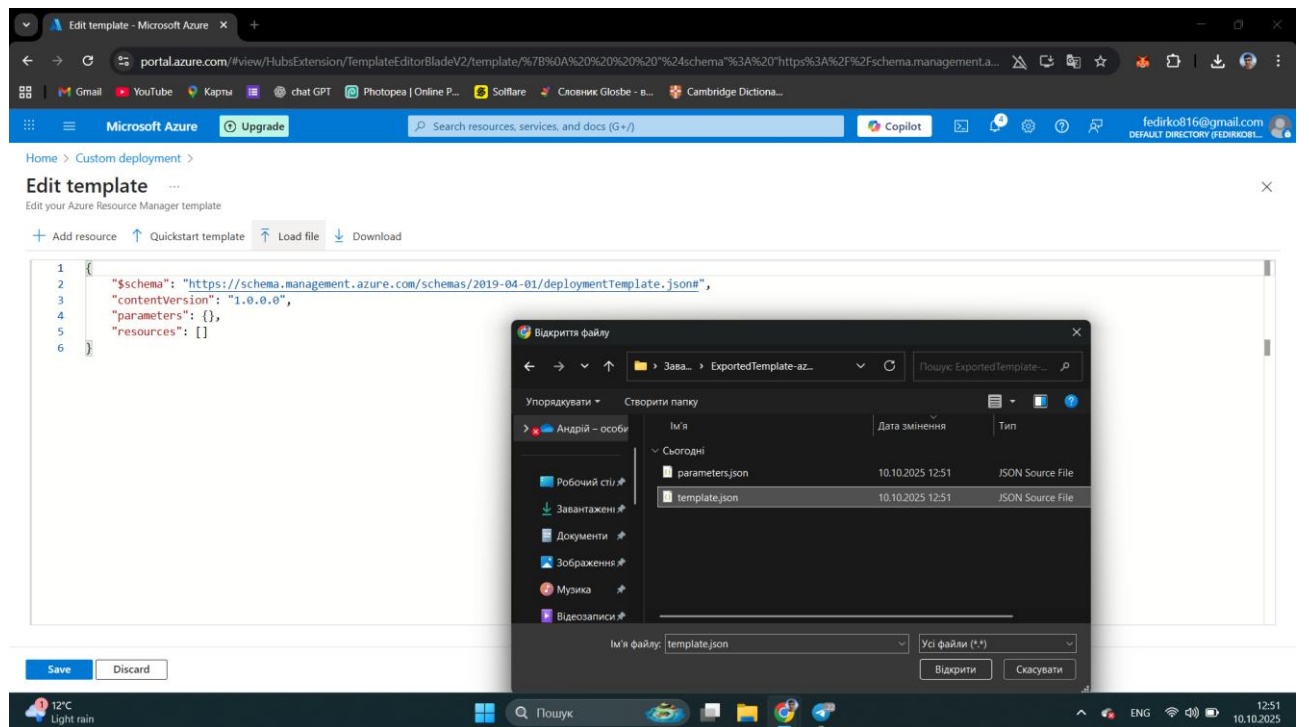 Edit template - Microsoft Azure
portal.azure.com/#view/HubsExtension/TemplateEditorBladeV2/template/%7B%0A%20%20%20%20"%24schema"%3A%20"https%3A%2F%2Fschema.management.a...
Gmail YouTube Карты chat GPT Photopea | Online P... Solflare Словник Glosbe - в... Cambridge Dictiona...
Microsoft Azure Upgrade Search resources, services, and docs (G+/) Copilot 4 fedirko816@gmail.com
DEFAULT DIRECTORY (FEDIRKO81...
Home > Custom deployment >
Edit template ...
Edit your Azure Resource Manager template
Add resource Quickstart template Load file Download
1 {
2 "$schema": "https://schema.management.azure.com/schemas/2019-04-01/deploymentTemplate.json#",
3 "contentVersion": "1.0.0.0",
4 "parameters": {},
5 "resources": []
6 }
Відкриття файлу
Зава... > ExportedTemplate-az... Пошук: ExportedTemplate-...
Упорядкувати Створити папку
Андрій – особи
Ім'я Дата змінення Тип
Сьогодні
parameters.json 10.10.2025 12:51 JSON Source File
template.json 10.10.2025 12:51 JSON Source File
Робочий стіл
Завантажені
Документи
Зображення
Музика
Відеозаписи
Ім'я файлу: template.json Усі файли (*.*)
Відкрити Скасувати
Save Discard
1 12°C
Light rain
Пошук
ENG 12:51
10.10.2025